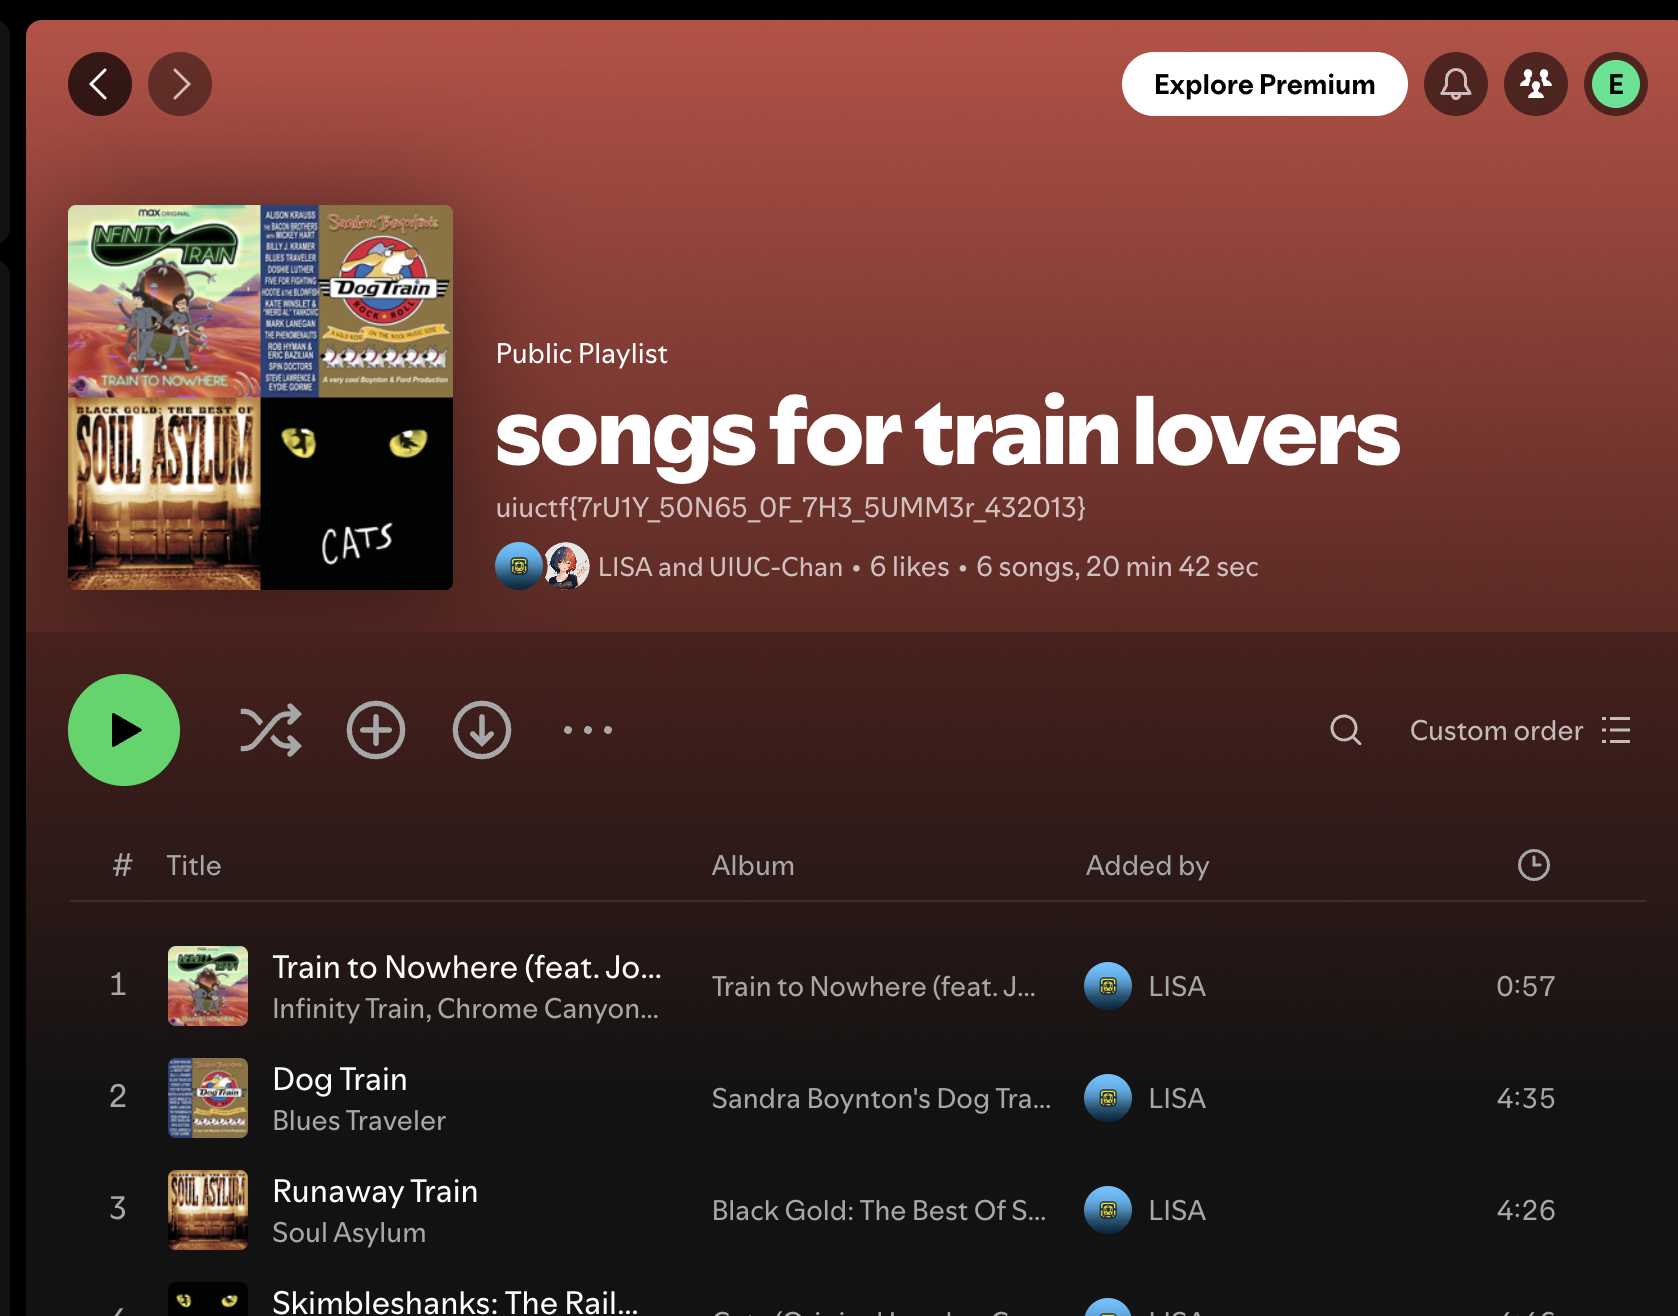 Explore Premium
E
max ORIGINAL
INFINITY
TRAIN
TRAIN TO NOWHERE
ALISON KRAUSS
THE BACON BROTHERS
WITH MICKEY HART
BILLY J. KRAMER
BLUES TRAVELER
DOSHIE LUTHER
FIVE FOR FIGHTING
HOOTIE & THE BLOWFISH
KATE WINSLET &
"WEIRD AL" YANKOVIC
MARK LANEGAN
THE PHENOMENAUTS
ROB HYMAN &
ERIC BAZILIAN
SPIN DOCTORS
STEVE LAWRENCE &
EYDIE GORME
Sandra Boynton's
Dog Train
ROCK & ROLL
A WILD RIDE ON THE ROCK MUSIC SIDE
A very cool Boynton & Ford Production
BLACK GOLD: THE BEST OF
SOUL ASYLUM
CATS
Public Playlist
songs for train lovers
uiuctf{7rU1Y_50N65_0F_7H3_5UMM3r_432013}
LISA and UIUC-Chan • 6 likes • 6 songs, 20 min 42 sec
Custom order
# Title Album Added by
1 Train to Nowhere (feat. Jo... Train to Nowhere (feat. J... LISA 0:57
Infinity Train, Chrome Canyon...
2 Dog Train Sandra Boynton's Dog Tra... LISA 4:35
Blues Traveler
3 Runaway Train Black Gold: The Best Of S... LISA 4:26
Soul Asylum
Skimbleshanks: The Rail...